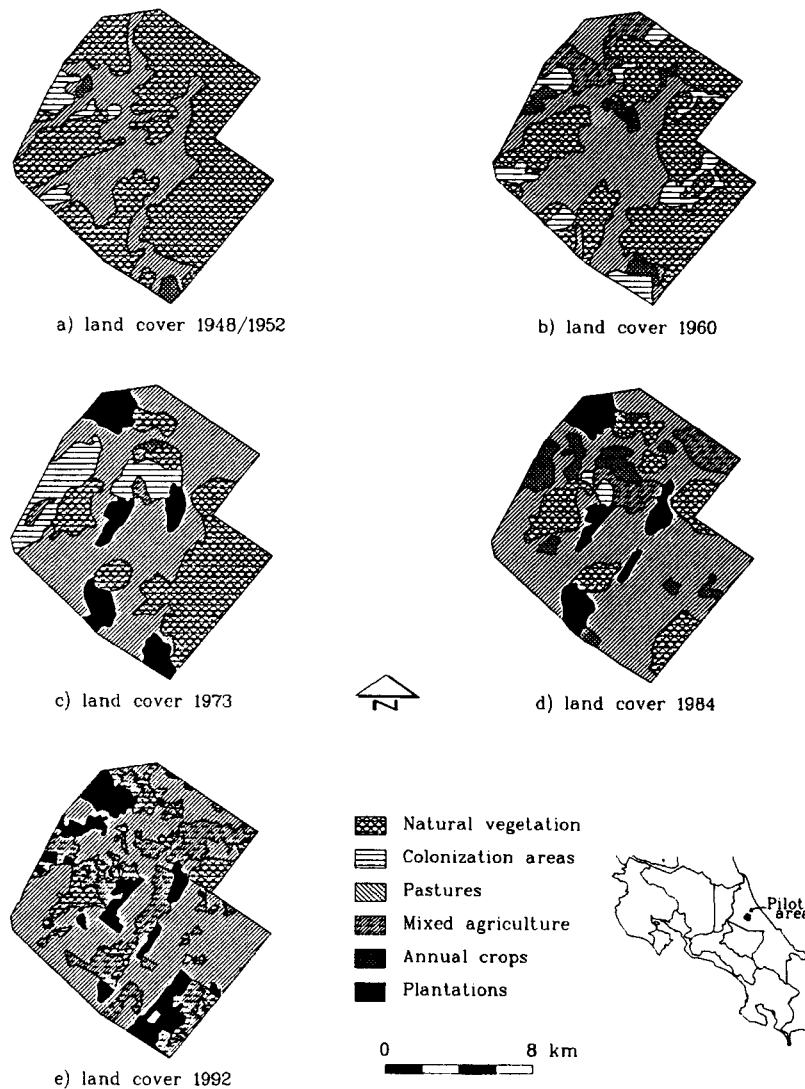 a) land cover 1948/1952
b) land cover 1960
c) land cover 1973
N
d) land cover 1984
e) land cover 1992
Natural vegetation
Colonization areas
Pastures
Mixed agriculture
Annual crops
Plantations
0 8 km
Pilot
area